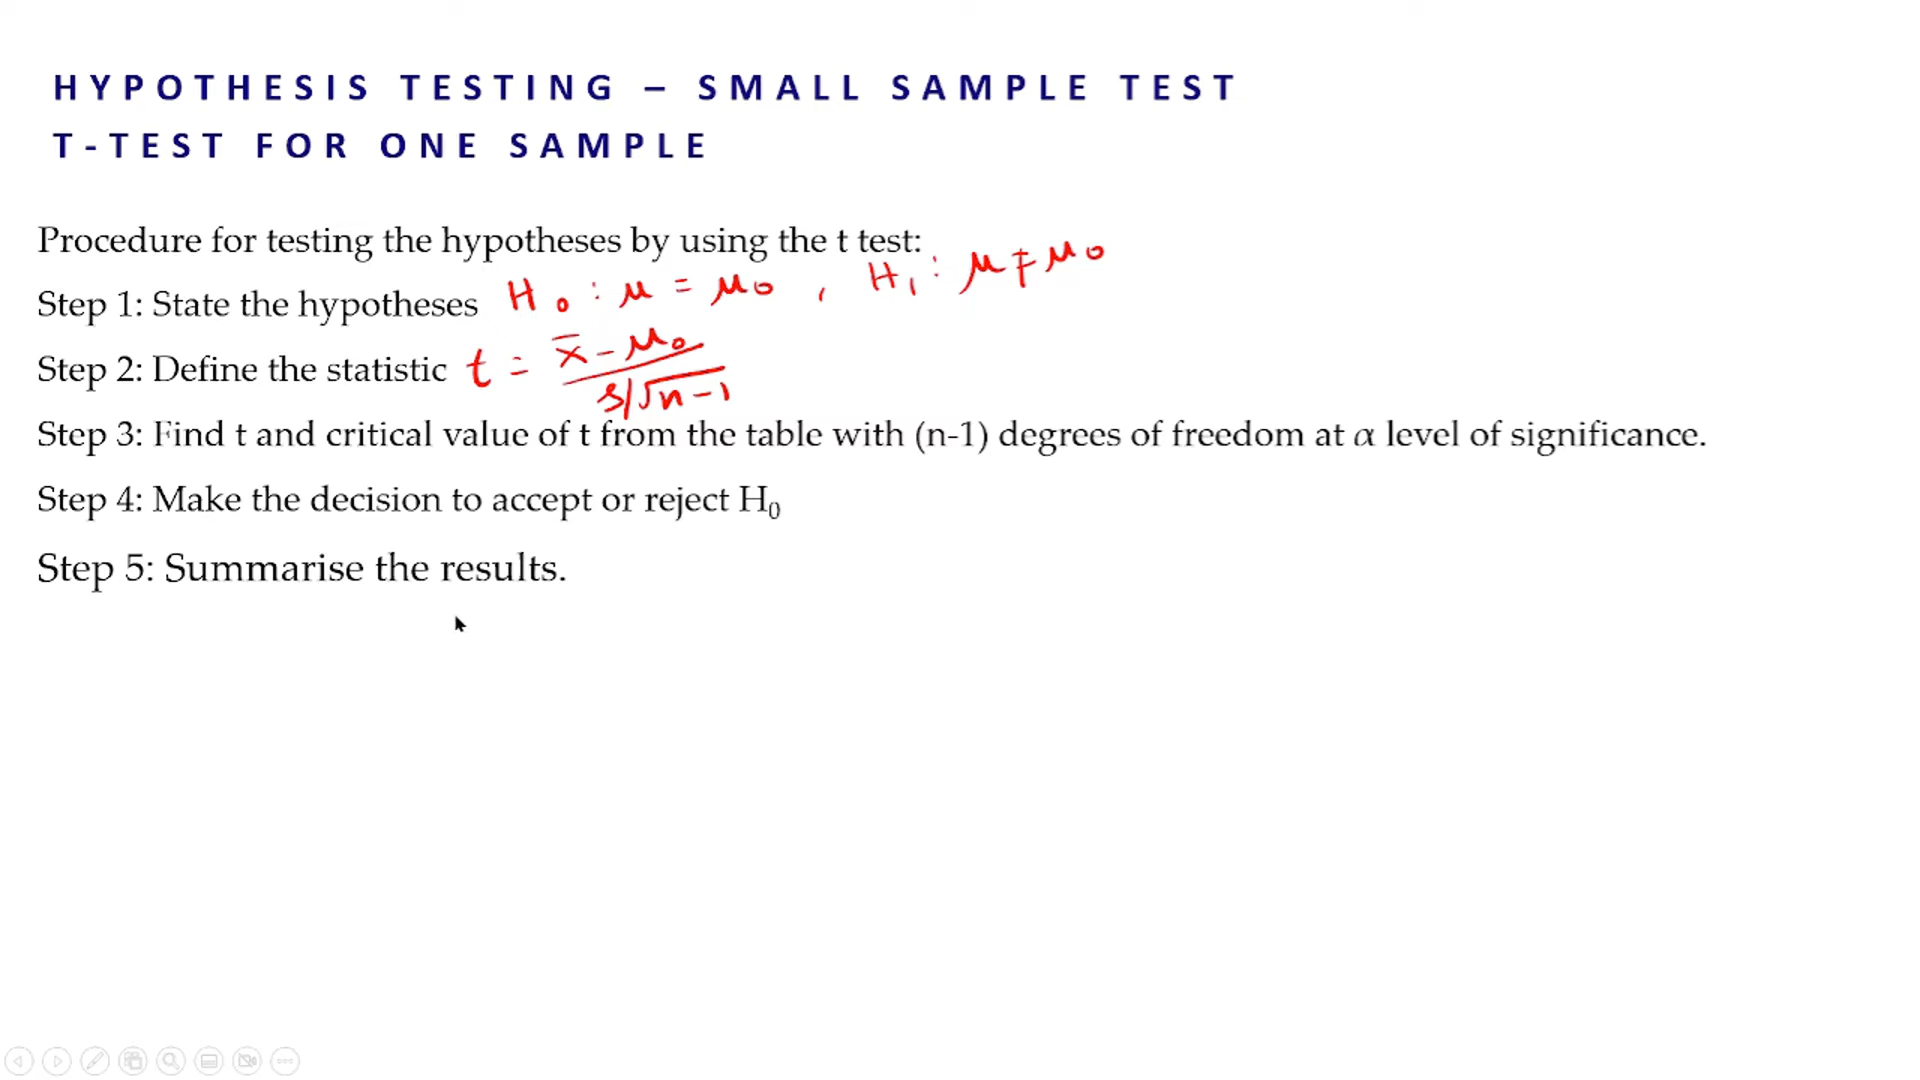 HYPOTHESIS TESTING – SMALL SAMPLE TEST
T-TEST FOR ONE SAMPLE
Procedure for testing the hypotheses by using the t test:
Step 1: State the hypotheses H₀ : μ = μ₀ , H₁ : μ ≠ μ₀
Step 2: Define the statistic t = (x̄ – μ₀) / (s/√n–1)
Step 3: Find t and critical value of t from the table with (n-1) degrees of freedom at α level of significance.
Step 4: Make the decision to accept or reject H₀
Step 5: Summarise the results.